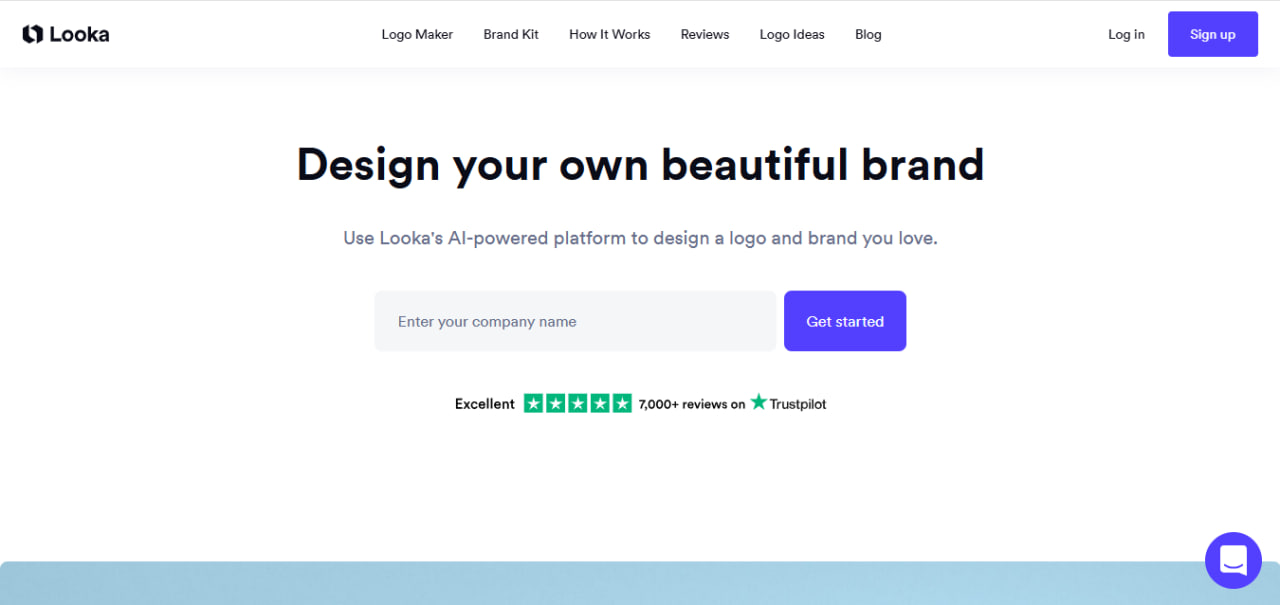 Looka
Logo Maker
Brand Kit
How It Works
Reviews
Logo Ideas
Blog
Log in
Sign up
Design your own beautiful brand
Use Looka's AI-powered platform to design a logo and brand you love.
Enter your company name
Get started
Excellent 7,000+ reviews on Trustpilot